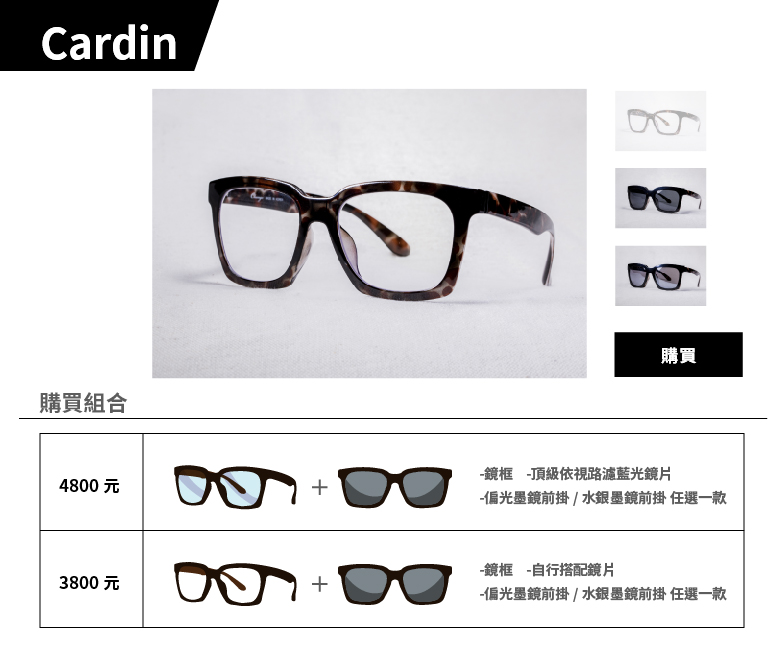 Cardin
購買
購買組合
4800 元
+
-鏡框 -頂級依視路濾藍光鏡片
-偏光墨鏡前掛 / 水銀墨鏡前掛 任選一款
3800 元
+
-鏡框 -自行搭配鏡片
-偏光墨鏡前掛 / 水銀墨鏡前掛 任選一款